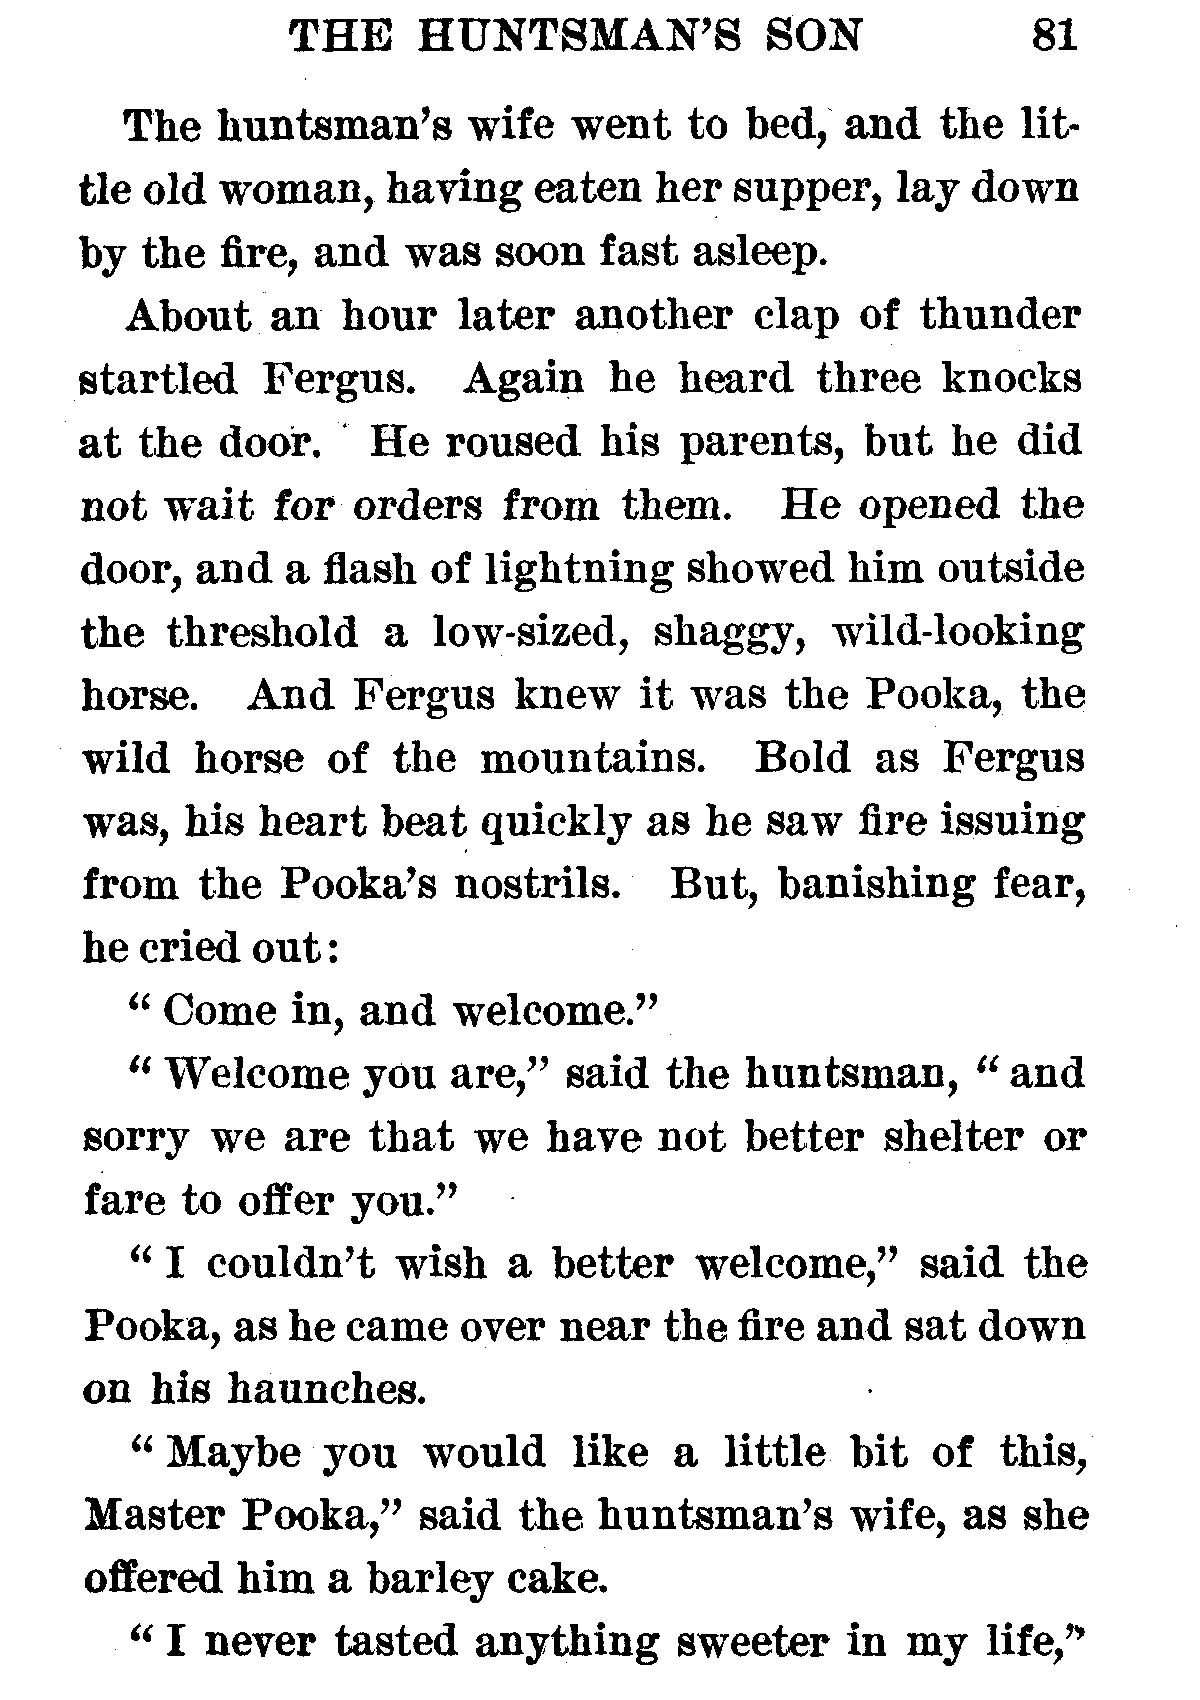 THE HUNTSMAN'S SON 81
The huntsman's wife went to bed, and the lit-
tle old woman, having eaten her supper, lay down
by the fire, and was soon fast asleep.
About an hour later another clap of thunder
startled Fergus. Again he heard three knocks
at the door. He roused his parents, but he did
not wait for orders from them. He opened the
door, and a flash of lightning showed him outside
the threshold a low-sized, shaggy, wild-looking
horse. And Fergus knew it was the Pooka, the
wild horse of the mountains. Bold as Fergus
was, his heart beat quickly as he saw fire issuing
from the Pooka's nostrils. But, banishing fear,
he cried out:
“ Come in, and welcome.”
“ Welcome you are,” said the huntsman, “ and
sorry we are that we have not better shelter or
fare to offer you.”
“ I couldn't wish a better welcome,” said the
Pooka, as he came over near the fire and sat down
on his haunches.
“ Maybe you would like a little bit of this,
Master Pooka,” said the huntsman's wife, as she
offered him a barley cake.
“ I never tasted anything sweeter in my life,”